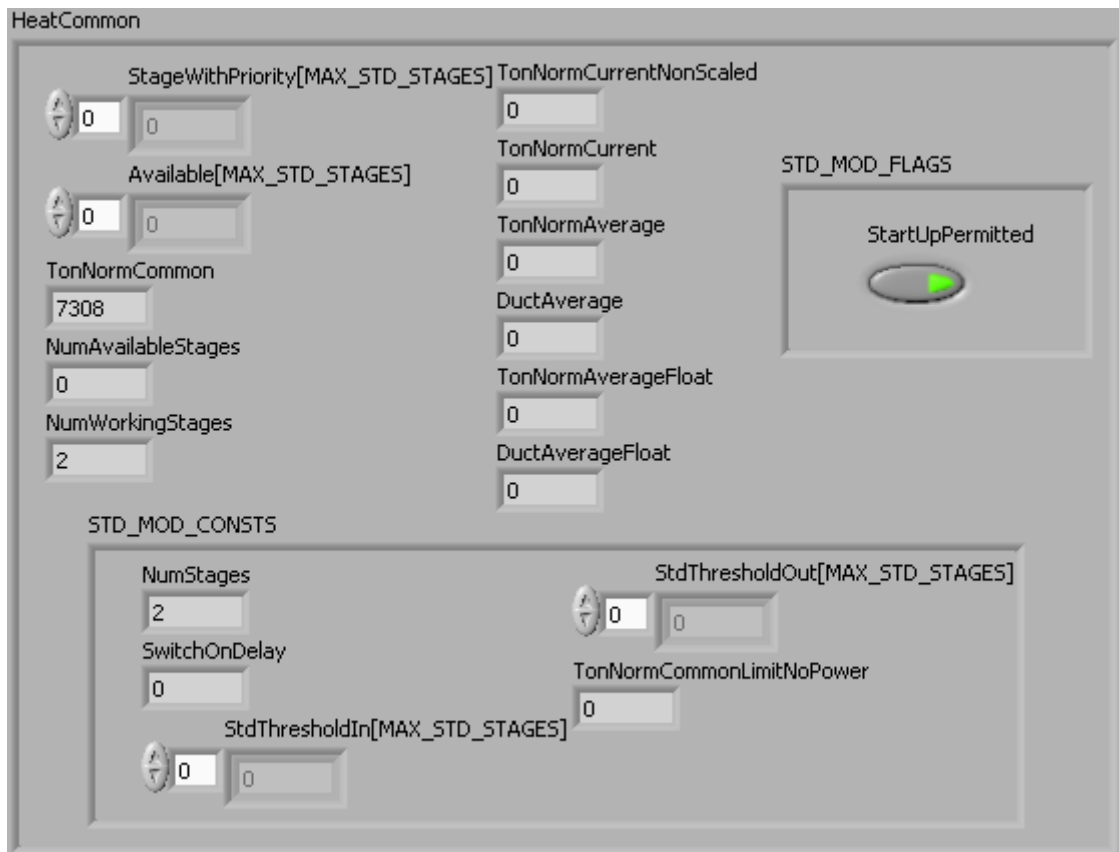 HeatCommon
StageWithPriority[MAX_STD_STAGES]
0
0
Available[MAX_STD_STAGES]
0
0
TonNormCommon
7308
NumAvailableStages
0
NumWorkingStages
2
TonNormCurrentNonScaled
0
TonNormCurrent
0
TonNormAverage
0
DuctAverage
0
TonNormAverageFloat
0
DuctAverageFloat
0
STD_MOD_FLAGS
StartUpPermitted
STD_MOD_CONSTS
NumStages
2
SwitchOnDelay
0
StdThresholdIn[MAX_STD_STAGES]
0
0
StdThresholdOut[MAX_STD_STAGES]
0
0
TonNormCommonLimitNoPower
0